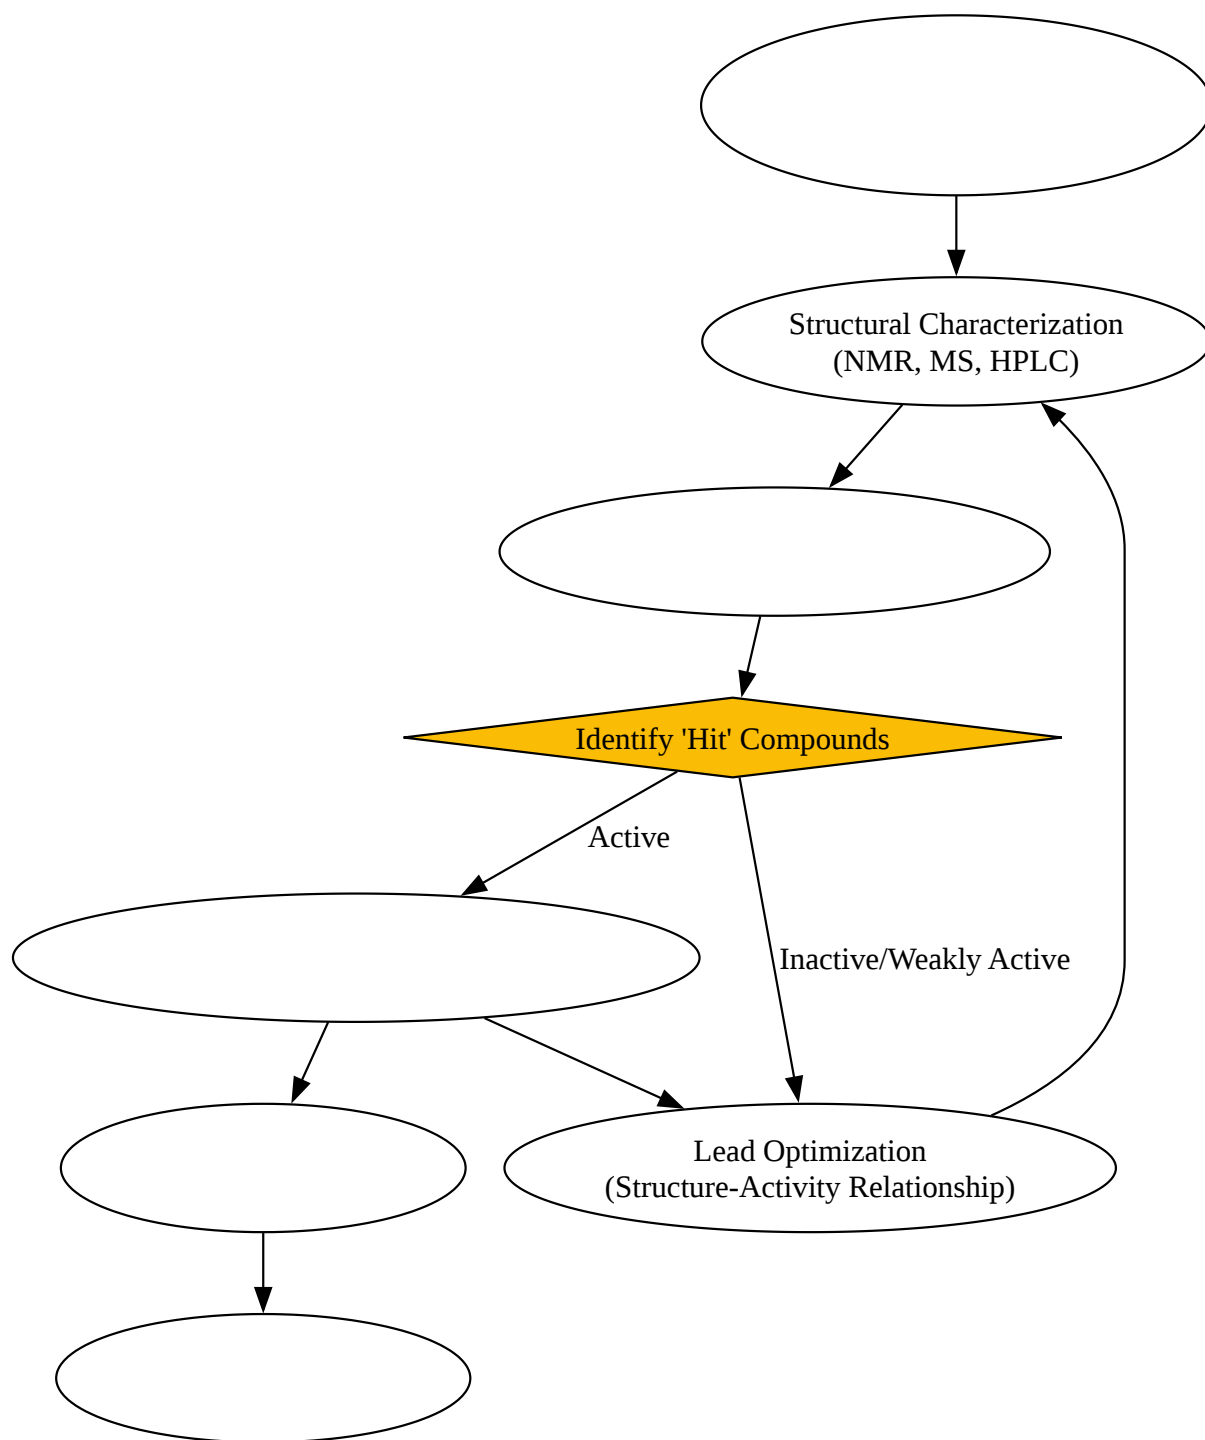 Structural Characterization
(NMR, MS, HPLC)
Identify 'Hit' Compounds
Active
Inactive/Weakly Active
Lead Optimization
(Structure-Activity Relationship)